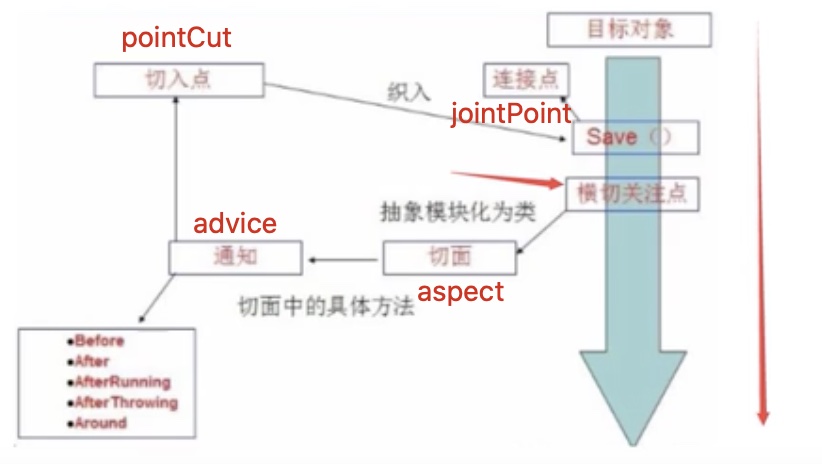 pointCut
目标对象
切入点
连接点
织入
jointPoint
Save（）
横切关注点
抽象模块化为类
advice
通知
切面
aspect
切面中的具体方法
•Before
•After
•AfterRunning
•AfterThrowing
•Around